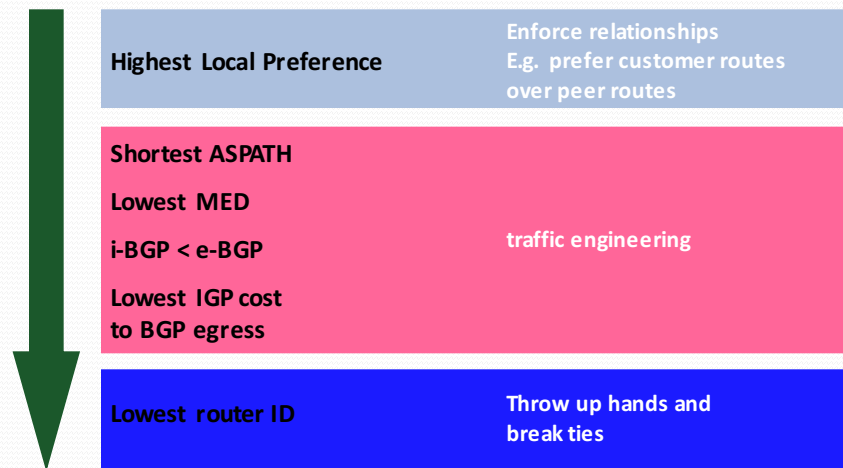 Highest Local Preference
Enforce relationships
E.g. prefer customer routes
over peer routes
Shortest ASPATH
Lowest MED
i-BGP < e-BGP
Lowest IGP cost
to BGP egress
traffic engineering
Lowest router ID
Throw up hands and
break ties